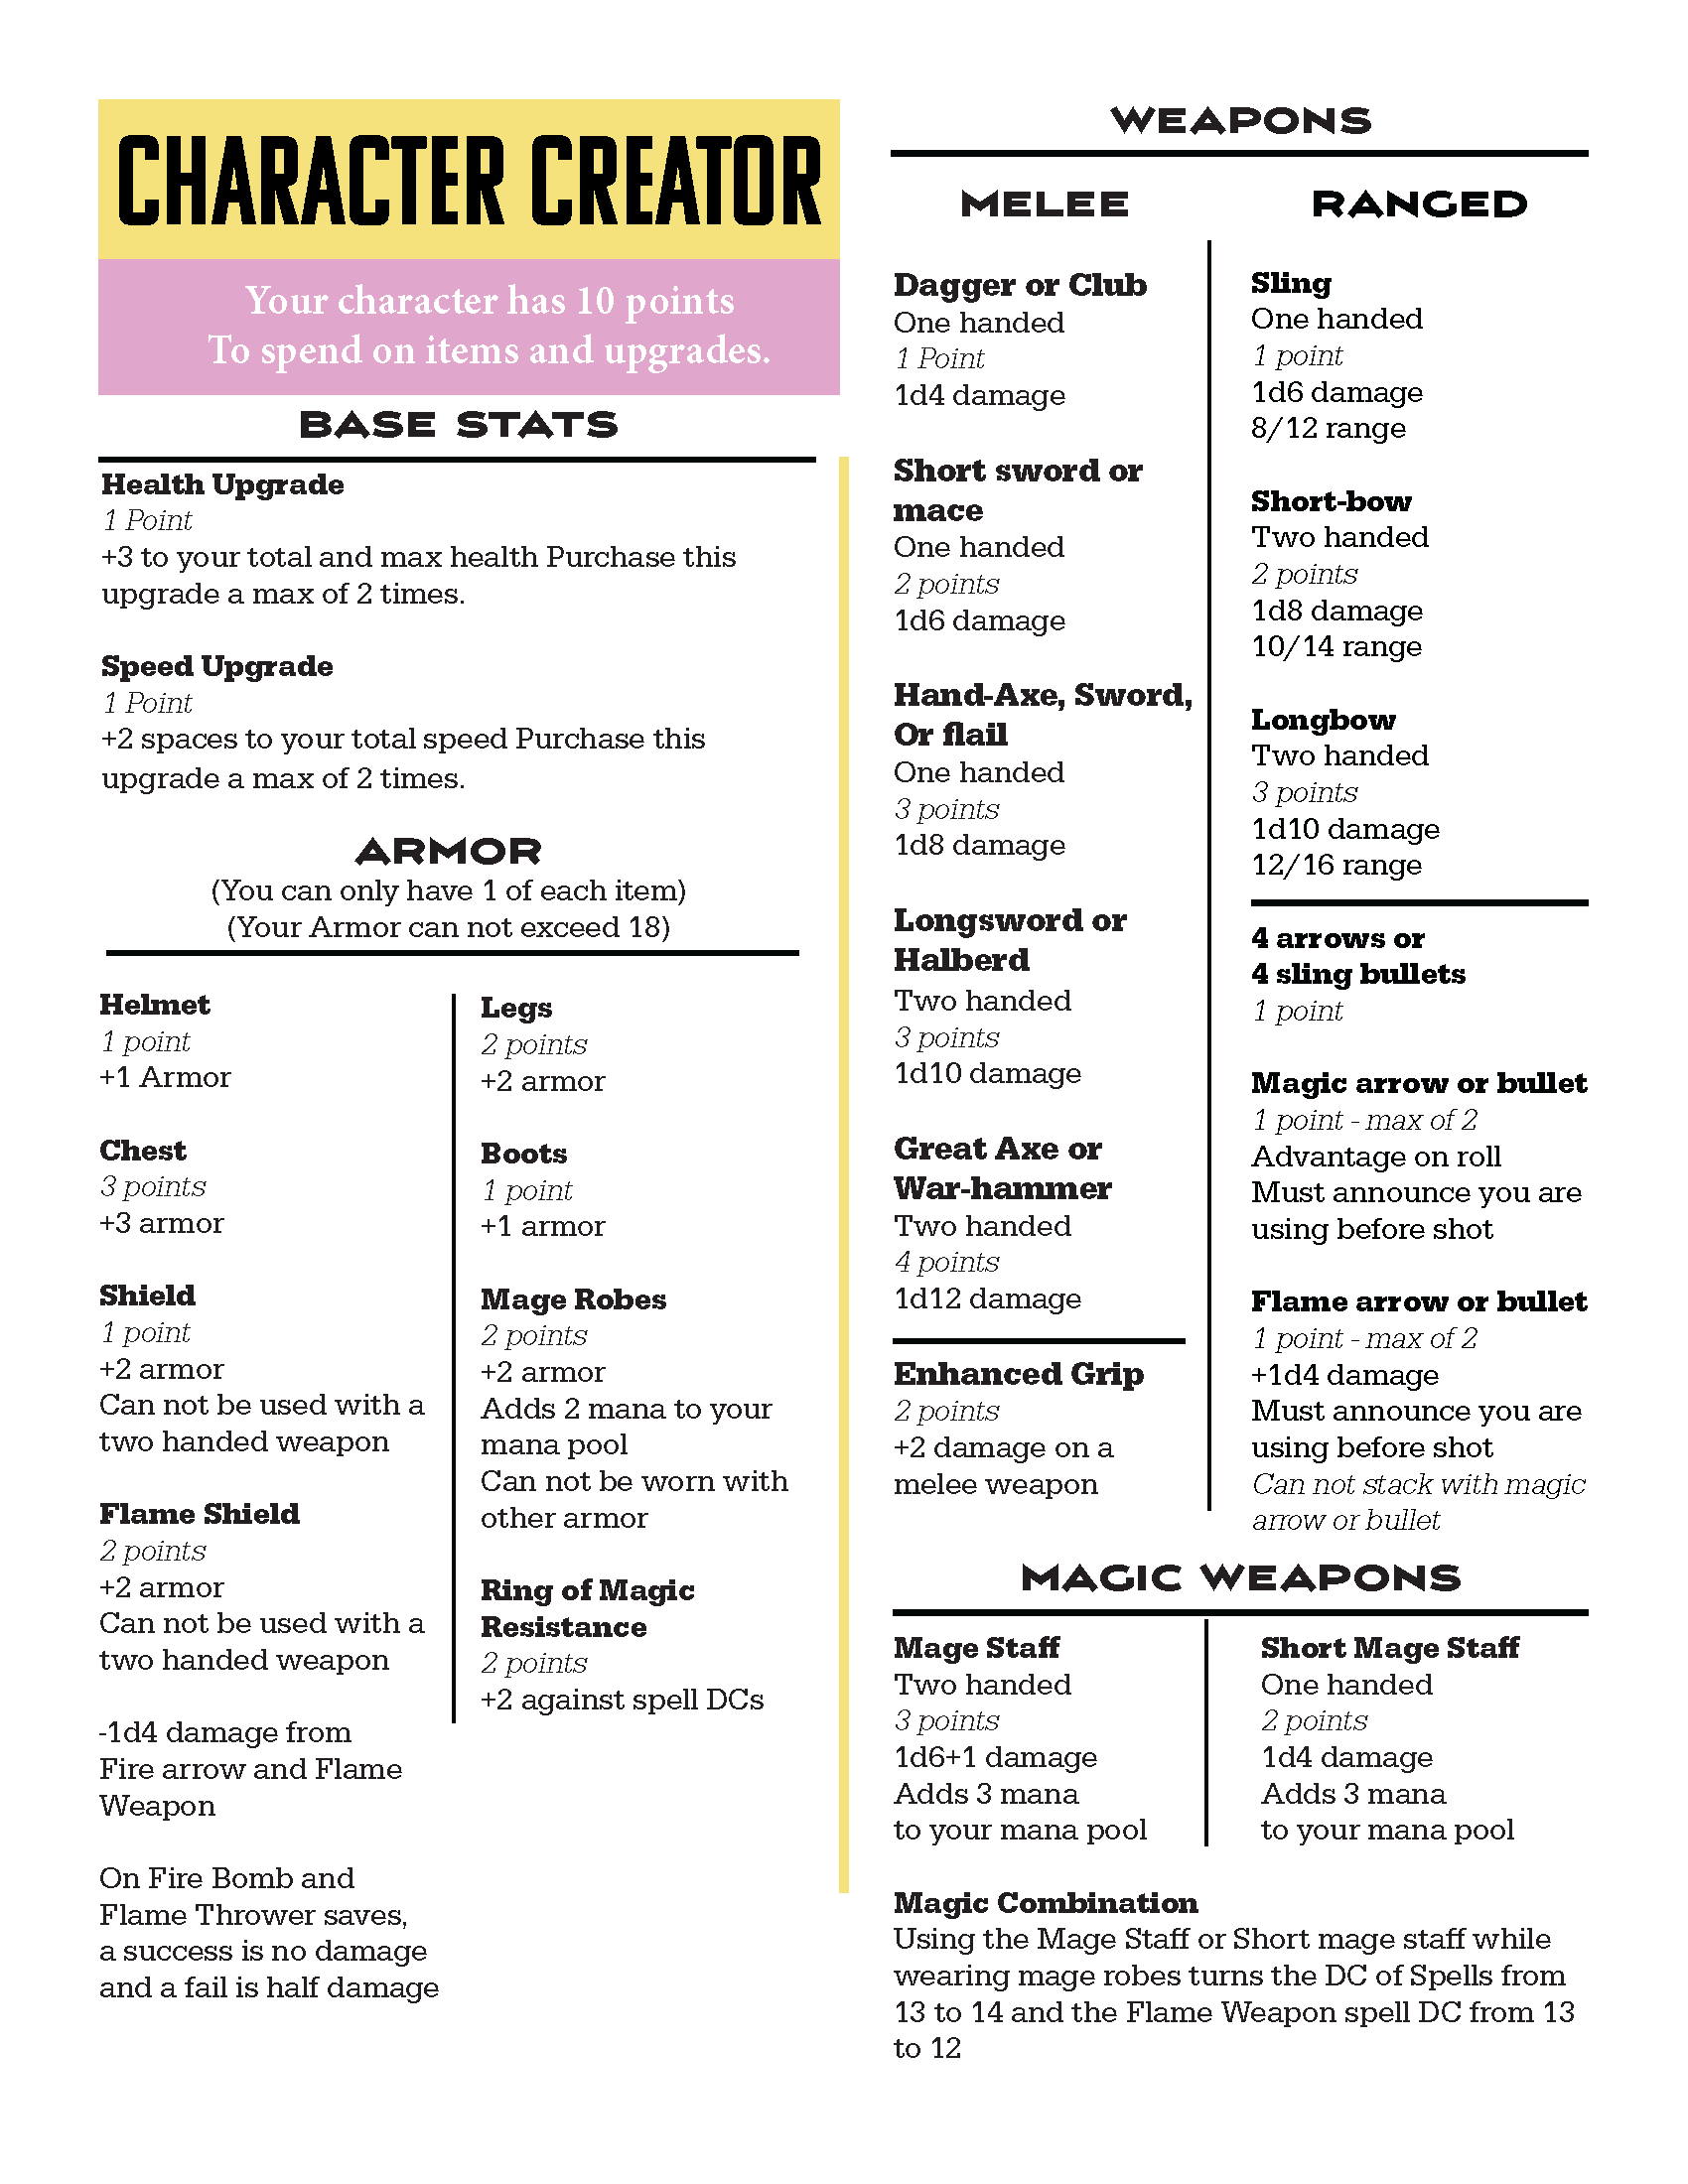 CHARACTER CREATOR
Your character has 10 points
To spend on items and upgrades.
BASE STATS
Health Upgrade
1 Point
+3 to your total and max health Purchase this
upgrade a max of 2 times.
Speed Upgrade
1 Point
+2 spaces to your total speed Purchase this
upgrade a max of 2 times.
ARMOR
(You can only have 1 of each item)
(Your Armor can not exceed 18)
Helmet
1 point
+1 Armor
Chest
3 points
+3 armor
Shield
1 point
+2 armor
Can not be used with a
two handed weapon
Flame Shield
2 points
+2 armor
Can not be used with a
two handed weapon
-1d4 damage from
Fire arrow and Flame
Weapon
On Fire Bomb and
Flame Thrower saves,
a success is no damage
and a fail is half damage
Legs
2 points
+2 armor
Boots
1 point
+1 armor
Mage Robes
2 points
+2 armor
Adds 2 mana to your
mana pool
Can not be worn with
other armor
Ring of Magic
Resistance
2 points
+2 against spell DCs
WEAPONS
MELEE
Dagger or Club
One handed
1 Point
1d4 damage
Short sword or
mace
One handed
2 points
1d6 damage
Hand-Axe, Sword,
Or flail
One handed
3 points
1d8 damage
Longsword or
Halberd
Two handed
3 points
1d10 damage
Great Axe or
War-hammer
Two handed
4 points
1d12 damage
Enhanced Grip
2 points
+2 damage on a
melee weapon
RANGED
Sling
One handed
1 point
1d6 damage
8/12 range
Short-bow
Two handed
2 points
1d8 damage
10/14 range
Longbow
Two handed
3 points
1d10 damage
12/16 range
4 arrows or
4 sling bullets
1 point
Magic arrow or bullet
1 point - max of 2
Advantage on roll
Must announce you are
using before shot
Flame arrow or bullet
1 point - max of 2
+1d4 damage
Must announce you are
using before shot
Can not stack with magic
arrow or bullet
MAGIC WEAPONS
Mage Staff
Two handed
3 points
1d6+1 damage
Adds 3 mana
to your mana pool
Short Mage Staff
One handed
2 points
1d4 damage
Adds 3 mana
to your mana pool
Magic Combination
Using the Mage Staff or Short mage staff while
wearing mage robes turns the DC of Spells from
13 to 14 and the Flame Weapon spell DC from 13
to 12